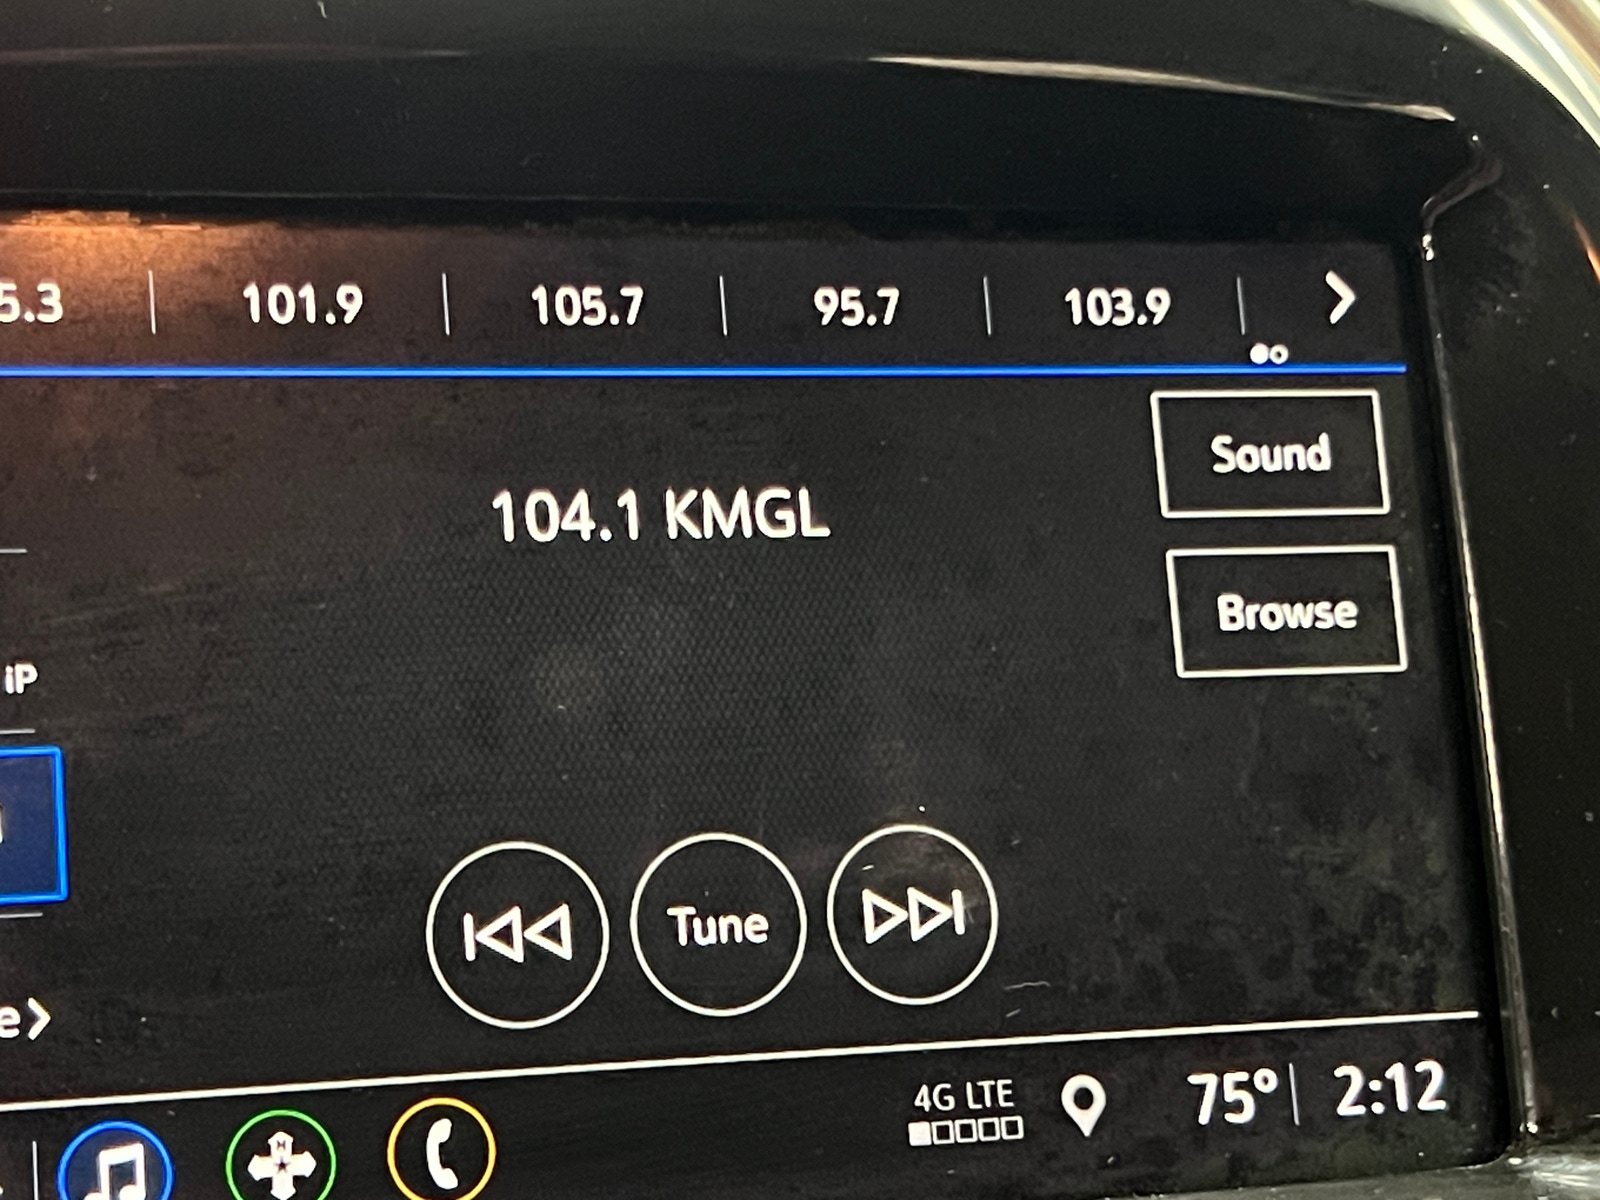 5.3 101.9 105.7 95.7 103.9
Sound
104.1 KMGL
Browse
iP
Tune
e
4G LTE
75° 2:12
N